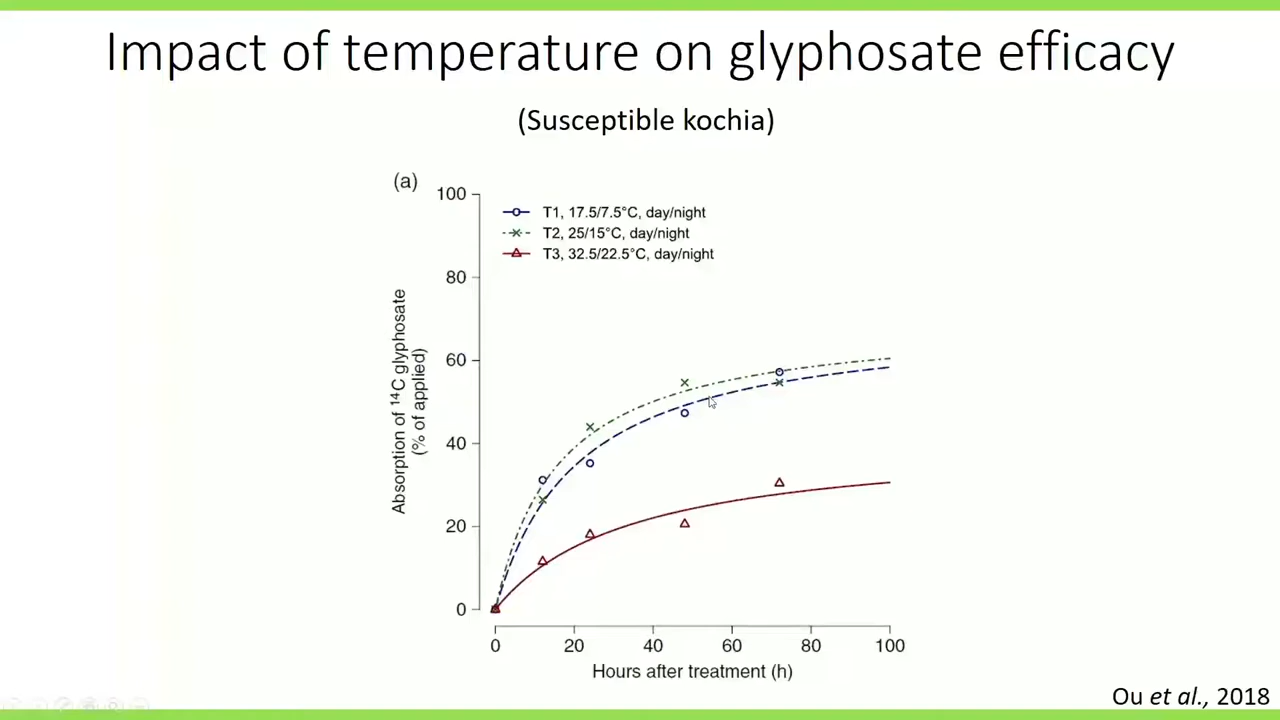 Impact of temperature on glyphosate efficacy
(Susceptible kochia)
(a)
100
80
60
40
20
0
T1, 17.5/7.5°C, day/night
T2, 25/15°C, day/night
T3, 32.5/22.5°C, day/night
Absorption of ¹⁴C glyphosate
(% of applied)
0 20 40 60 80 100
Hours after treatment (h)
Ou et al., 2018